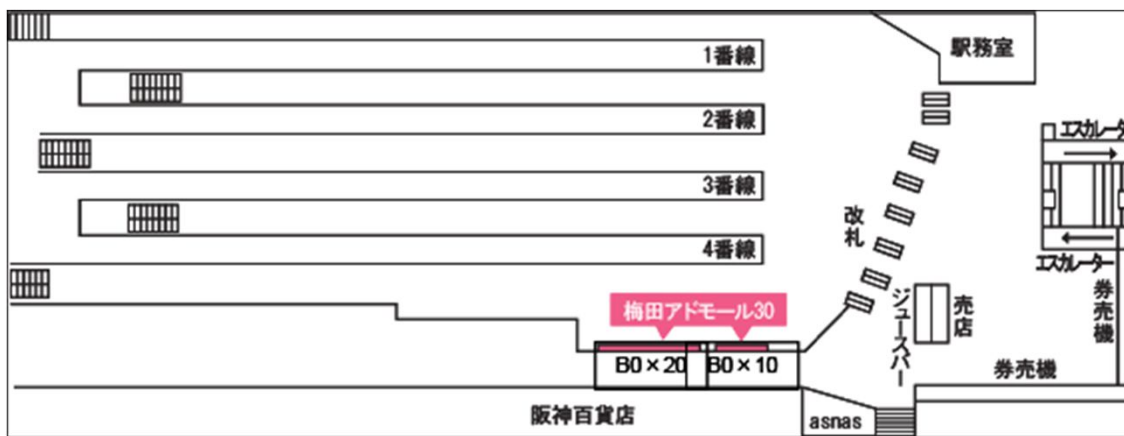 駅務室
1番線
2番線
3番線
4番線
エスカレーター
エスカレーター
改札
梅田アドモール30
B0×20
B0×10
ジュースバー
売店
券売機
券売機
阪神百貨店
asnas